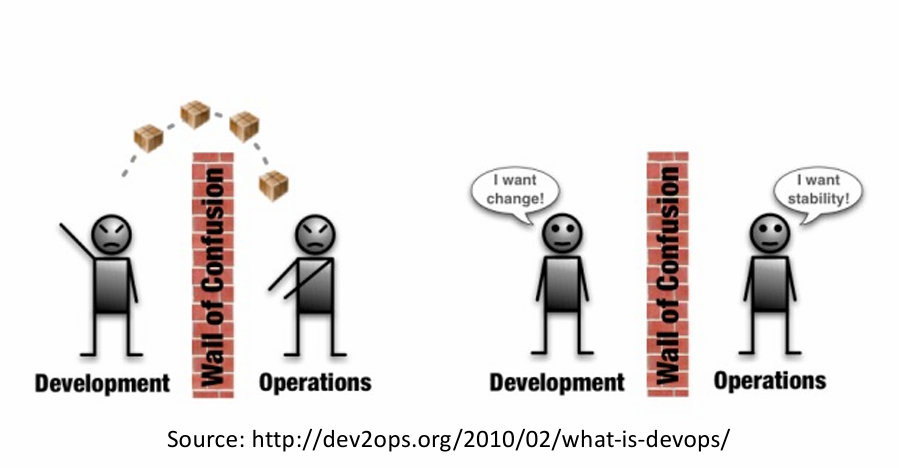 I want
change!
I want
stability!
Wall of Confusion
Wall of Confusion
Development
Operations
Development
Operations
Source: http://dev2ops.org/2010/02/what-is-devops/